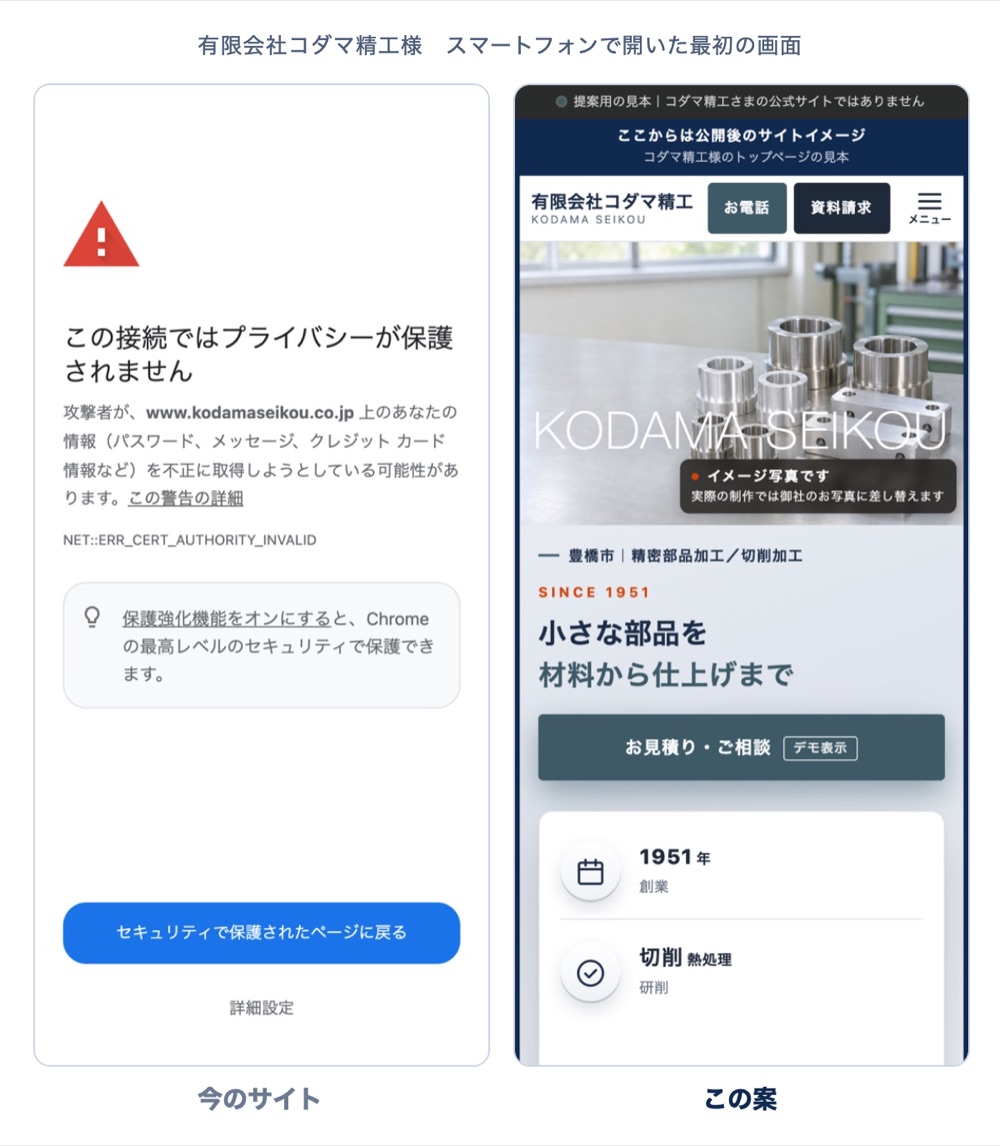 有限会社コダマ精工様　スマートフォンで開いた最初の画面
この接続ではプライバシーが保護
されません
攻撃者が、www.kodamaseikou.co.jp 上のあなたの
情報（パスワード、メッセージ、クレジット カード
情報など）を不正に取得しようとしている可能性があ
ります。この警告の詳細
NET::ERR_CERT_AUTHORITY_INVALID
保護強化機能をオンにすると、Chrome
の最高レベルのセキュリティで保護でき
ます。
セキュリティで保護されたページに戻る
詳細設定
今のサイト
提案用の見本｜コダマ精工さまの公式サイトではありません
ここからは公開後のサイトイメージ
コダマ精工様のトップページの見本
有限会社コダマ精工
KODAMA SEIKOU
お電話
資料請求
メニュー
KODAMA SEIKOU
イメージ写真です
実際の制作では御社のお写真に差し替えます
豊橋市｜精密部品加工／切削加工
SINCE 1951
小さな部品を
材料から仕上げまで
お見積り・ご相談 デモ表示
1951年
創業
切削 熱処理
研削
この案